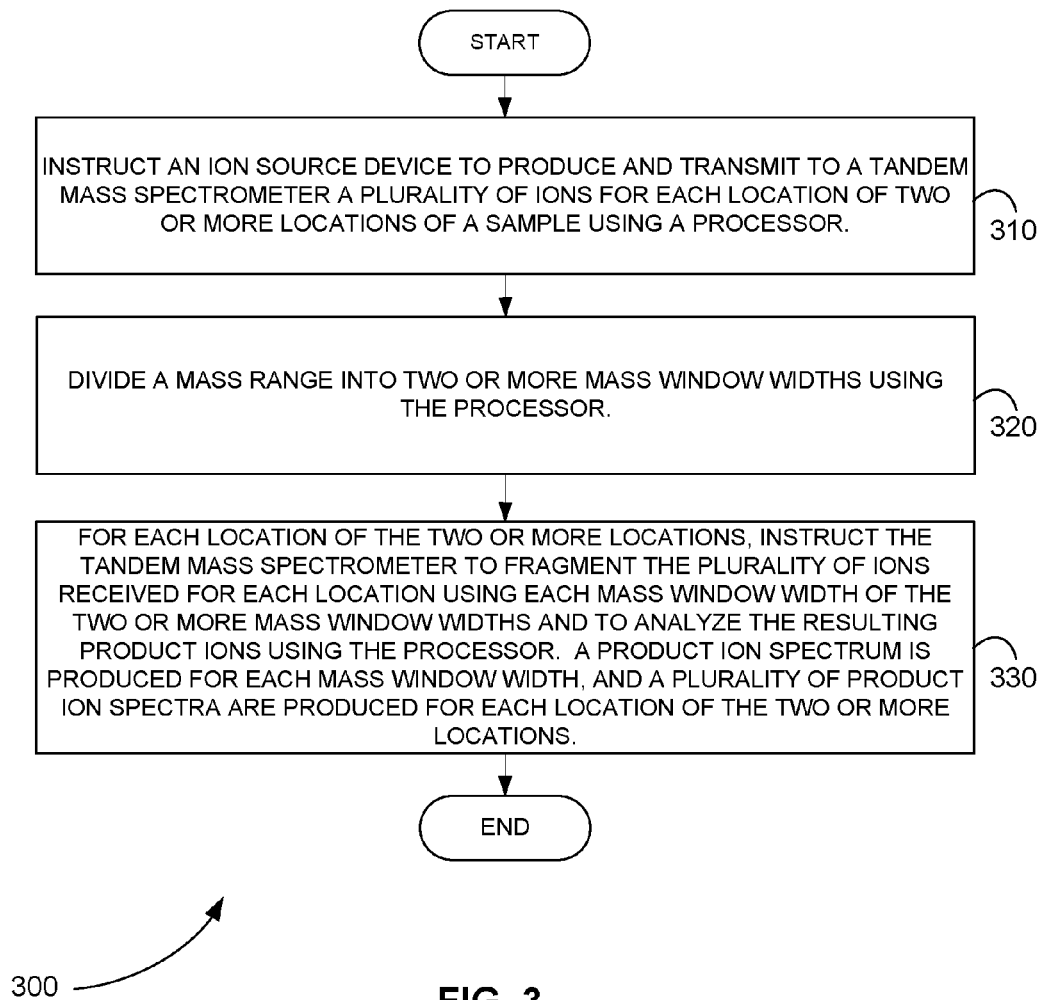 START
INSTRUCT AN ION SOURCE DEVICE TO PRODUCE AND TRANSMIT TO A TANDEM
MASS SPECTROMETER A PLURALITY OF IONS FOR EACH LOCATION OF TWO
OR MORE LOCATIONS OF A SAMPLE USING A PROCESSOR.
310
DIVIDE A MASS RANGE INTO TWO OR MORE MASS WINDOW WIDTHS USING
THE PROCESSOR.
320
FOR EACH LOCATION OF THE TWO OR MORE LOCATIONS, INSTRUCT THE
TANDEM MASS SPECTROMETER TO FRAGMENT THE PLURALITY OF IONS
RECEIVED FOR EACH LOCATION USING EACH MASS WINDOW WIDTH OF THE
TWO OR MORE MASS WINDOW WIDTHS AND TO ANALYZE THE RESULTING
PRODUCT IONS USING THE PROCESSOR. A PRODUCT ION SPECTRUM IS
PRODUCED FOR EACH MASS WINDOW WIDTH, AND A PLURALITY OF PRODUCT
ION SPECTRA ARE PRODUCED FOR EACH LOCATION OF THE TWO OR MORE
LOCATIONS.
330
END
300
FIG. 3